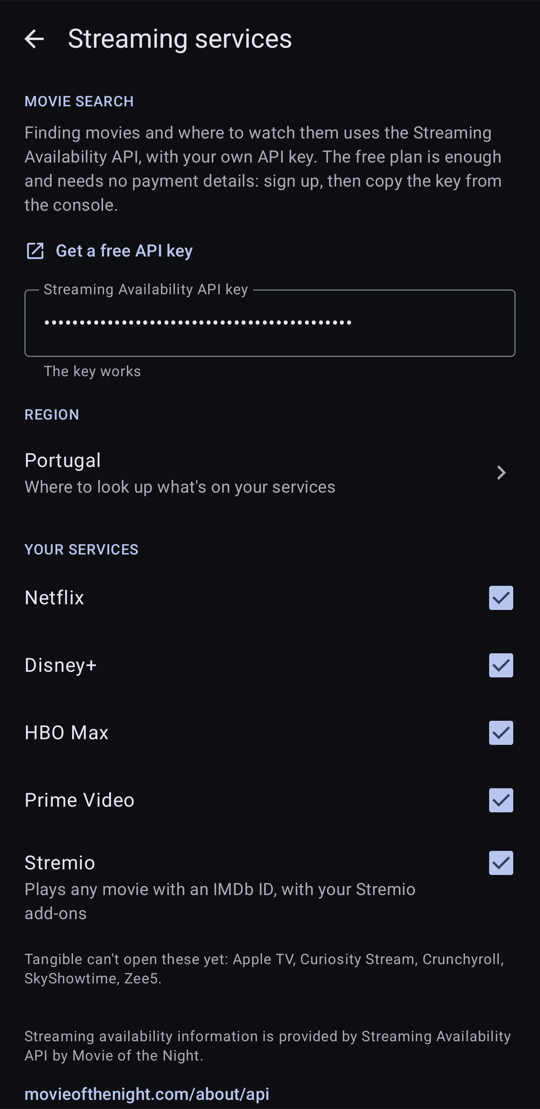 Streaming services
MOVIE SEARCH
Finding movies and where to watch them uses the Streaming
Availability API, with your own API key. The free plan is enough
and needs no payment details: sign up, then copy the key from
the console.
Get a free API key
Streaming Availability API key
••••••••••••••••••••••••••••••••••••••••••••
The key works
REGION
Portugal
Where to look up what's on your services
YOUR SERVICES
Netflix
Disney+
HBO Max
Prime Video
Stremio
Plays any movie with an IMDb ID, with your Stremio
add-ons
Tangible can't open these yet: Apple TV, Curiosity Stream, Crunchyroll,
SkyShowtime, Zee5.
Streaming availability information is provided by Streaming Availability
API by Movie of the Night.
movieofthenight.com/about/api